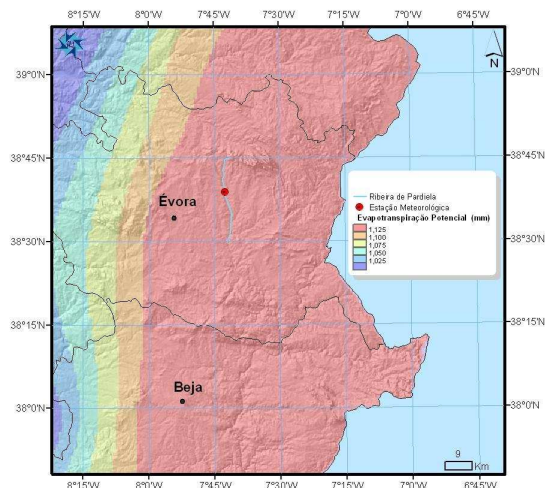 8°15'W 8°0'W 7°45'W 7°30'W 7°15'W 7°0'W 6°45'W
39°0'N 39°0'N
N
38°45'N 38°45'N
Ribeira de Pardiela
Estação Meteorológica
Évora
Evapotranspiração Potencial (mm)
1,125
1,100
38°30'N 1,075 38°30'N
1,050
1,025
38°15'N 38°15'N
Beja
38°0'N 38°0'N
9
Km
8°15'W 8°0'W 7°45'W 7°30'W 7°15'W 7°0'W 6°45'W